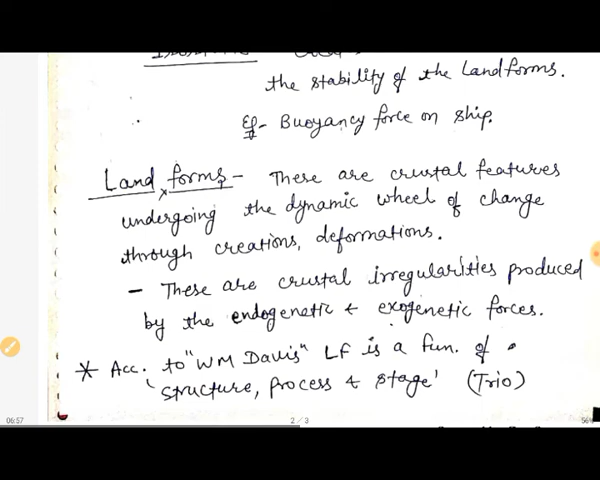 the stability of the Landforms.
Eg- Buoyancy force on ship.
Land forms - These are crustal features
undergoing the dynamic wheel of change
through creations, deformations.
- These are crustal irregularities produced
by the endogenetic & exogenetic forces.
* Acc. to "WM Davis" LF is a fun. of
'structure, process & stage' (Trio)
06:57
2 / 3
56%